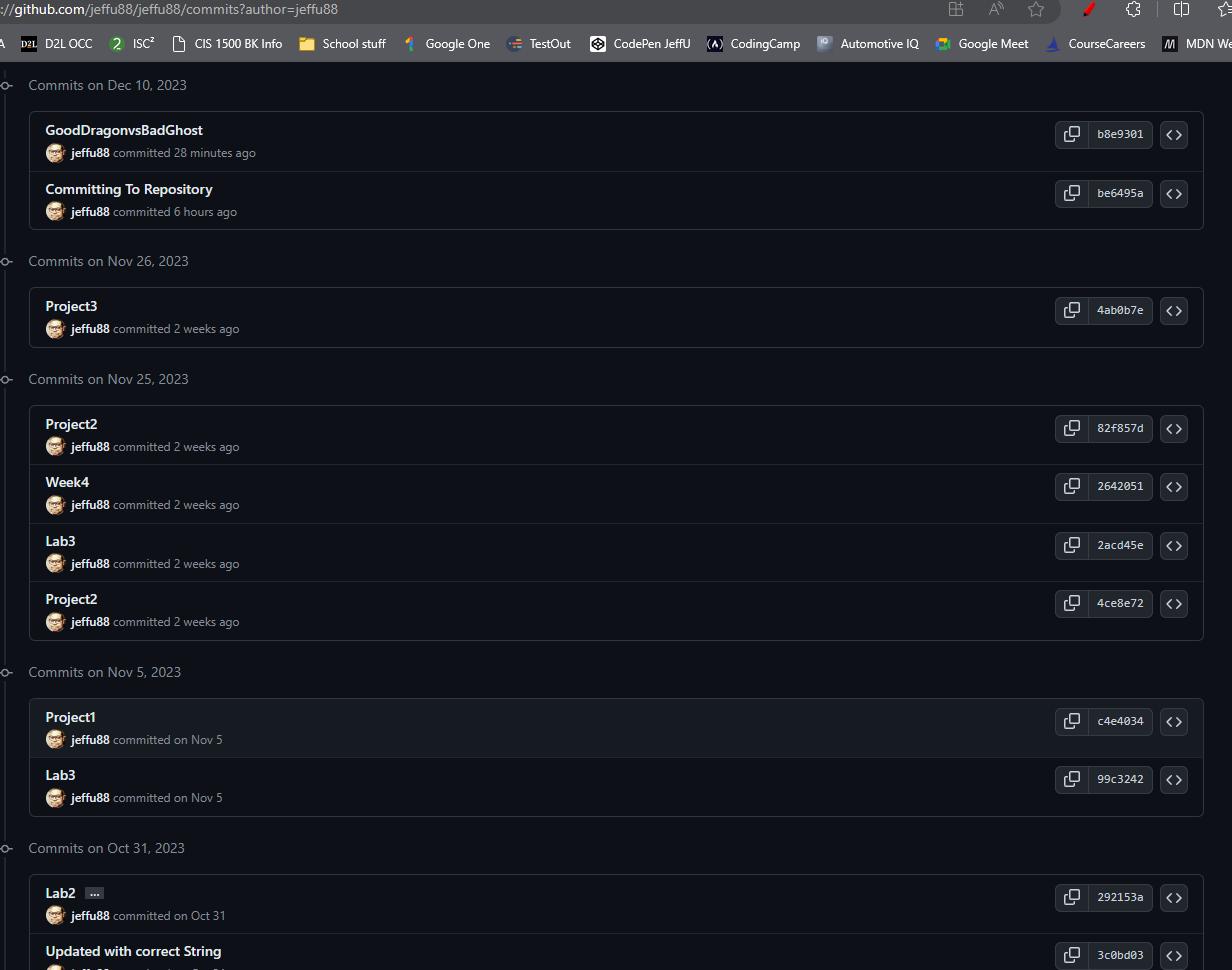 ://github.com/jeffu88/jeffu88/commits?author=jeffu88
A D2L D2L OCC 2 ISC² CIS 1500 BK Info School stuff Google One TestOut CodePen JeffU (A) CodingCamp IQ Automotive IQ Google Meet CourseCareers M MDN We
Commits on Dec 10, 2023
GoodDragonvsBadGhost
b8e9301
jeffu88 committed 28 minutes ago
Committing To Repository
be6495a
jeffu88 committed 6 hours ago
Commits on Nov 26, 2023
Project3
4ab0b7e
jeffu88 committed 2 weeks ago
Commits on Nov 25, 2023
Project2
82f857d
jeffu88 committed 2 weeks ago
Week4
2642051
jeffu88 committed 2 weeks ago
Lab3
2acd45e
jeffu88 committed 2 weeks ago
Project2
4ce8e72
jeffu88 committed 2 weeks ago
Commits on Nov 5, 2023
Project1
c4e4034
jeffu88 committed on Nov 5
Lab3
99c3242
jeffu88 committed on Nov 5
Commits on Oct 31, 2023
Lab2 ...
292153a
jeffu88 committed on Oct 31
Updated with correct String
3c0bd03